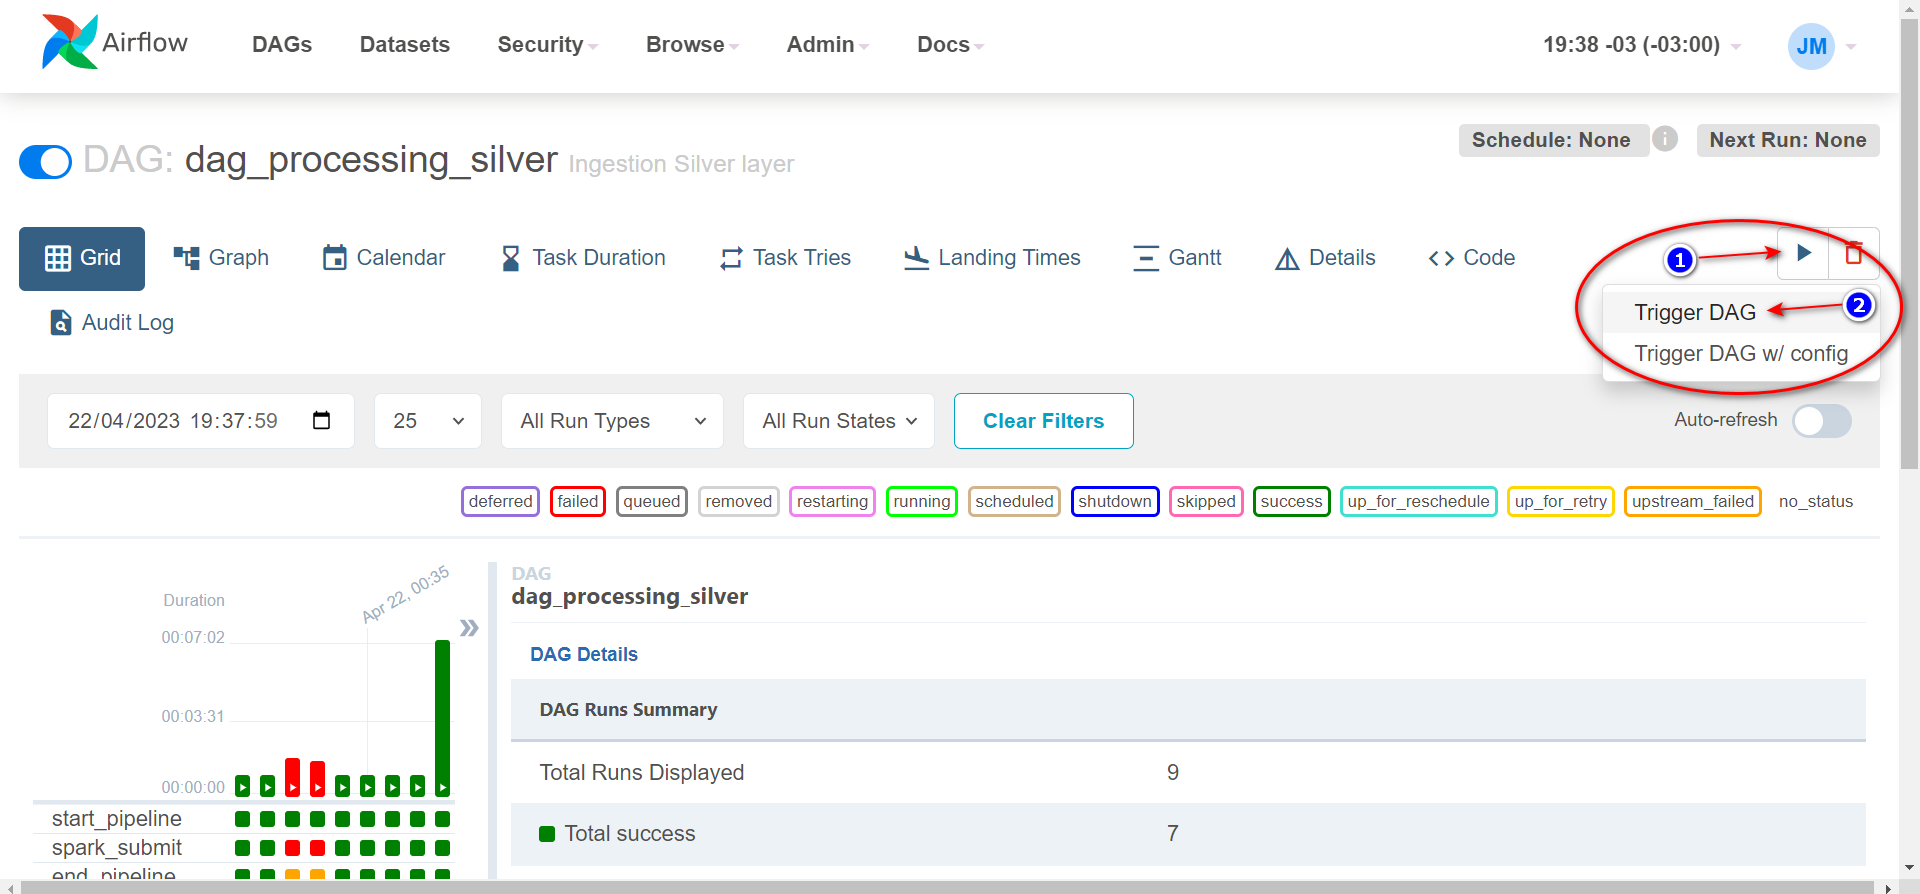 Airflow DAGs Datasets Security Browse Admin Docs 19:38 -03 (-03:00) JM
DAG: dag_processing_silver Ingestion Silver layer
Schedule: None i Next Run: None
Grid Graph Calendar Task Duration Task Tries Landing Times Gantt Details Code
1
Audit Log
Trigger DAG 2
Trigger DAG w/ config
22/04/2023 19:37:59 25 All Run Types All Run States Clear Filters Auto-refresh
deferred failed queued removed restarting running scheduled shutdown skipped success up_for_reschedule up_for_retry upstream_failed no_status
Duration
Apr 22, 00:35
00:07:02
00:03:31
00:00:00
start_pipeline
spark_submit
end_pipeline
DAG
dag_processing_silver
DAG Details
DAG Runs Summary
Total Runs Displayed 9
Total success 7